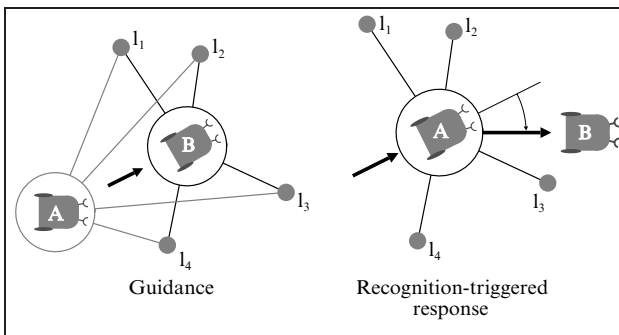 l1
l2
B
A
l3
l4
Guidance
l1
l2
A
B
l3
l4
Recognition-triggered
response